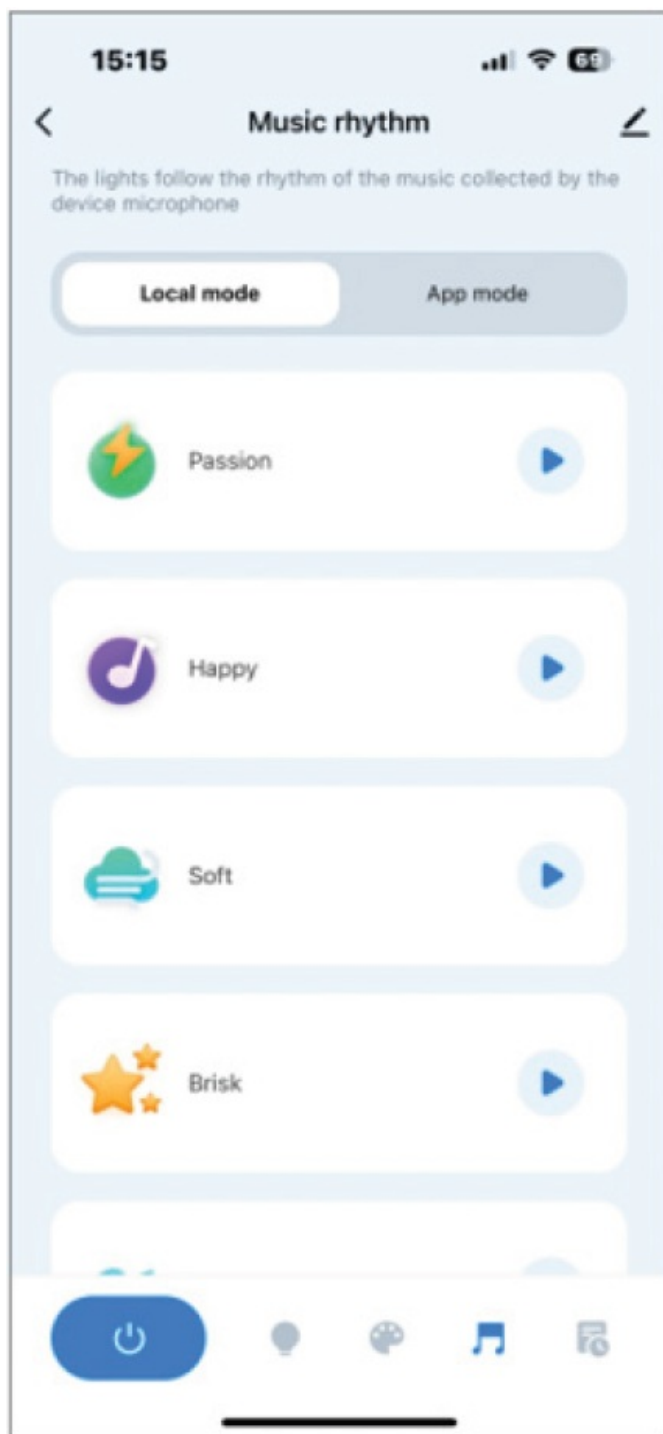 15:15
69
Music rhythm
The lights follow the rhythm of the music collected by the
device microphone
Local mode
App mode
Passion
Happy
Soft
Brisk